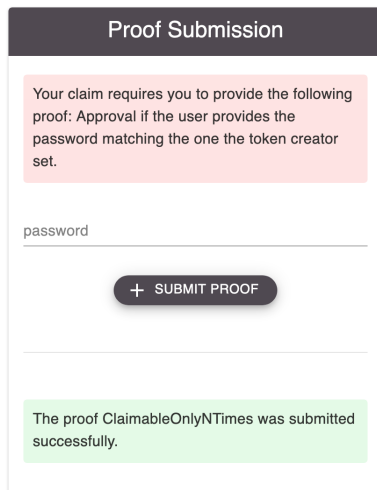 Proof Submission
Your claim requires you to provide the following
proof: Approval if the user provides the
password matching the one the token creator
set.
password
+ SUBMIT PROOF
The proof ClaimableOnlyNTimes was submitted
successfully.